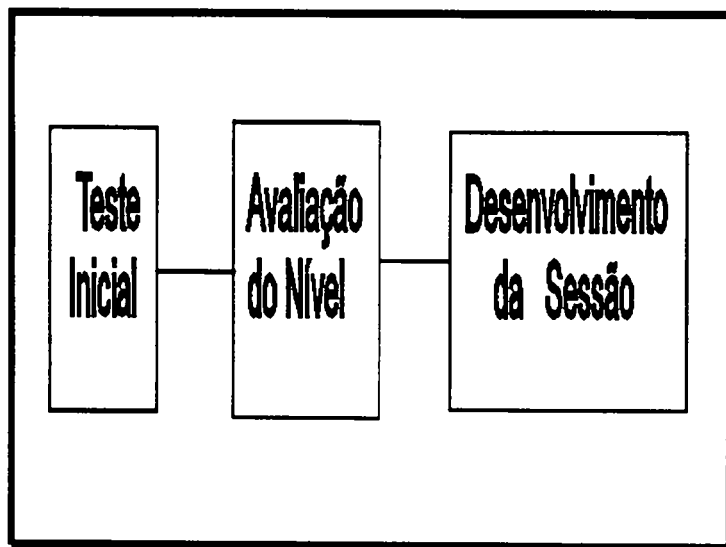 Teste
Inicial
Avaliação
do Nível
Desenvolvimento
da Sessão